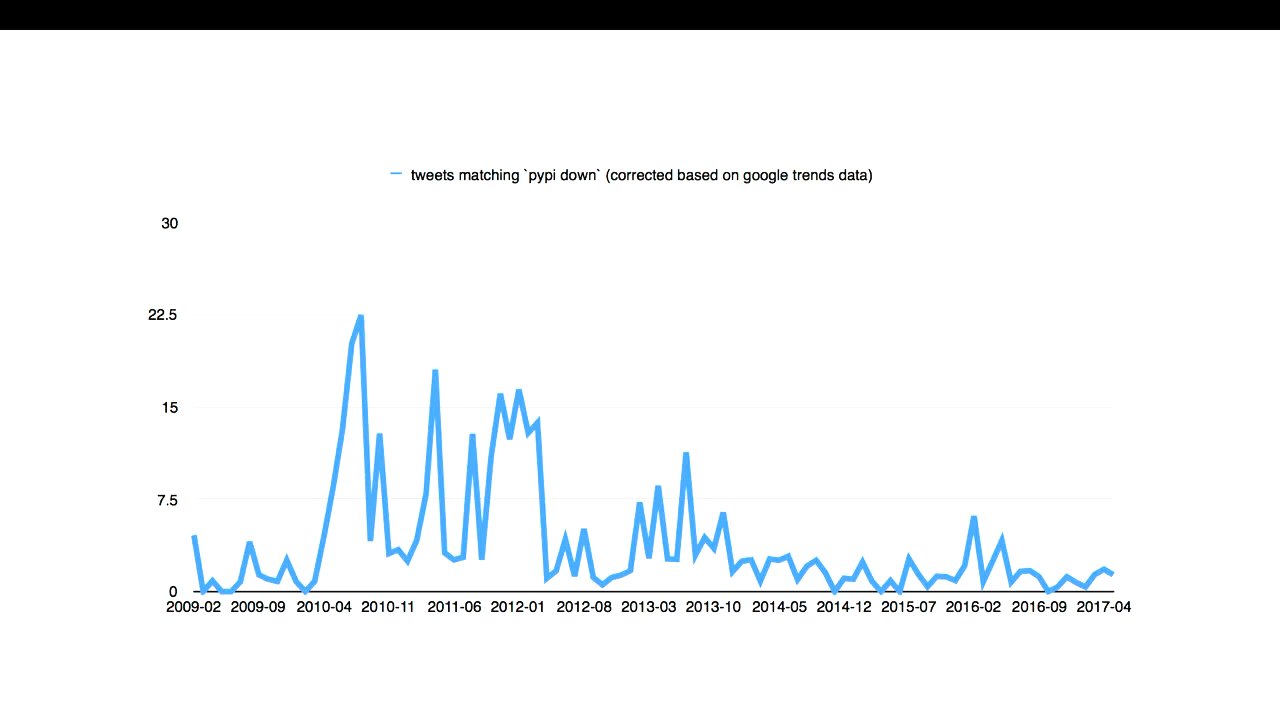 tweets matching `pypi down` (corrected based on google trends data)
30
22.5
15
7.5
0
2009-02 2009-09 2010-04 2010-11 2011-06 2012-01 2012-08 2013-03 2013-10 2014-05 2014-12 2015-07 2016-02 2016-09 2017-04